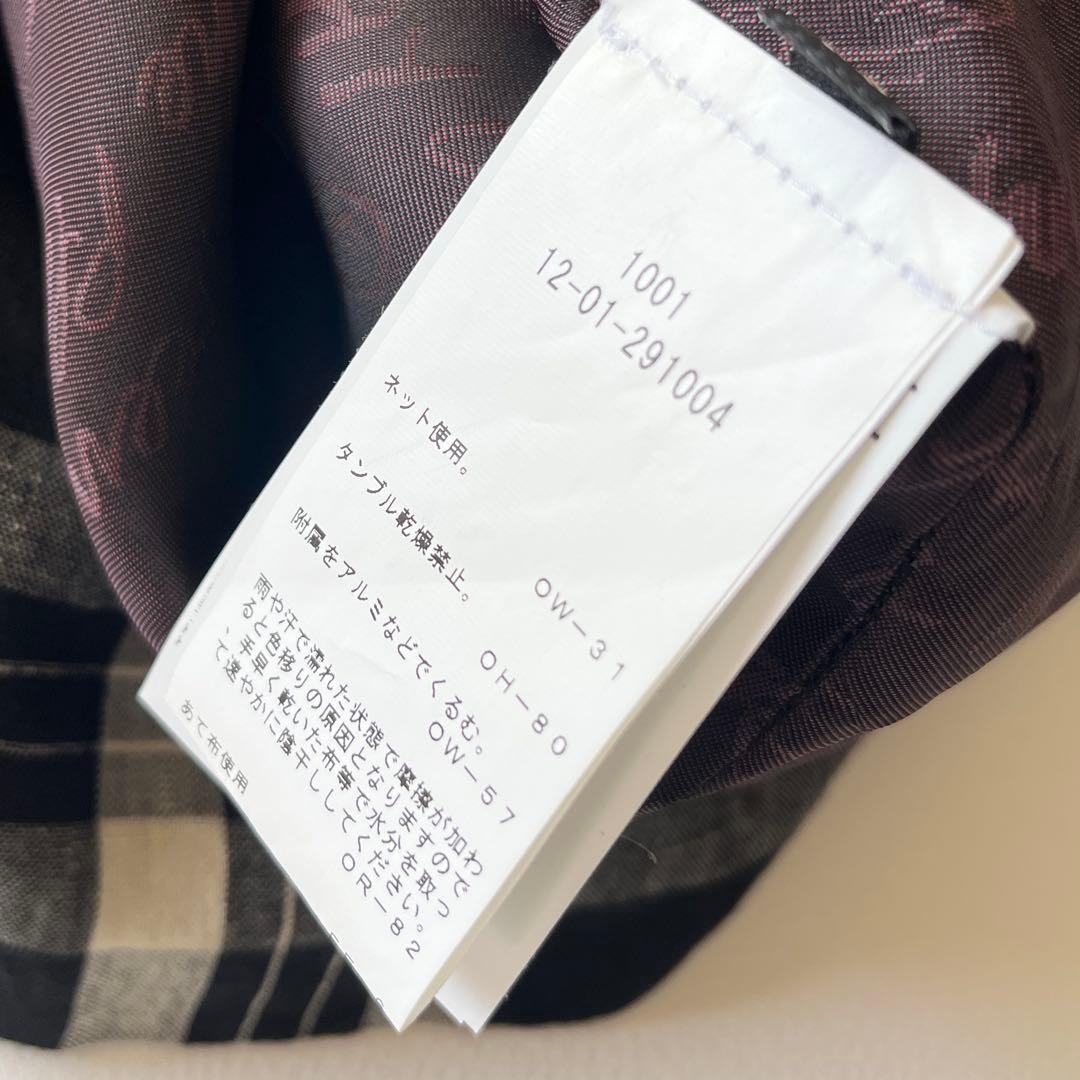 1001
12-01-291004
ネット使用。
OW-31
タンブル乾燥禁止。
OH-80
附属をアルミなどでくるむ。
OW-57
雨や汗で濡れた状態で摩擦が加わ
ると色移りの原因となりますので
、手早く乾いた布等で水分を取っ
て速やかに陰干ししてください。
OR-82
あて布使用